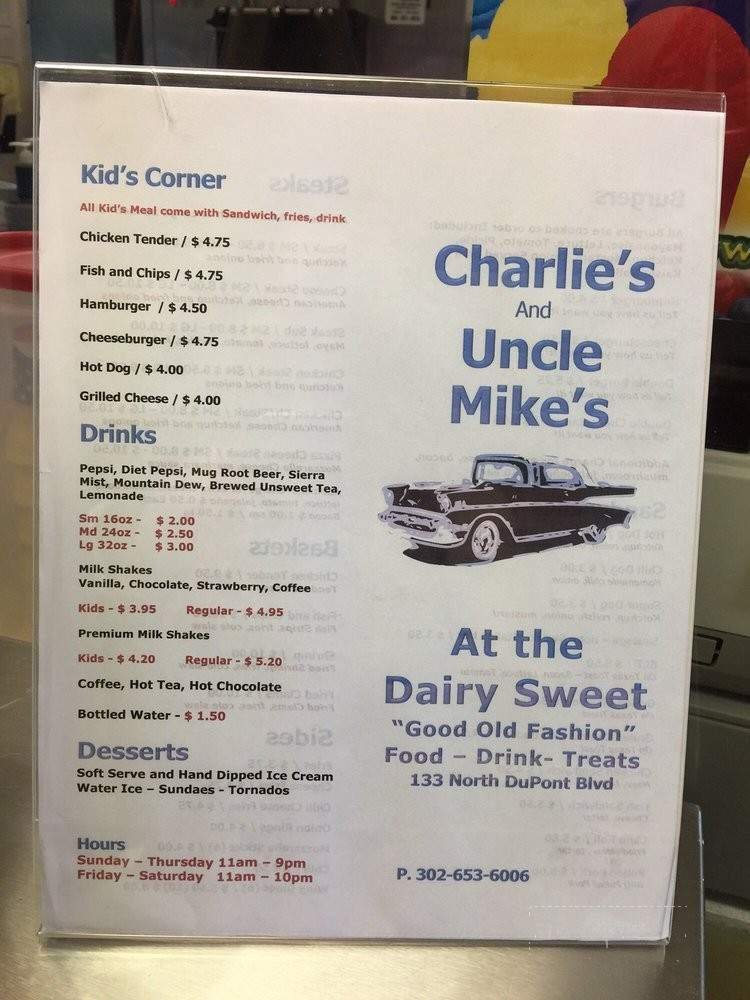 Kid's Corner
All Kid's Meal come with Sandwich, fries, drink
Chicken Tender / $ 4.75
Fish and Chips / $ 4.75
Hamburger / $ 4.50
Cheeseburger / $ 4.75
Hot Dog / $ 4.00
Grilled Cheese / $ 4.00
Drinks
Pepsi, Diet Pepsi, Mug Root Beer, Sierra
Mist, Mountain Dew, Brewed Unsweet Tea,
Lemonade
Sm 16oz - $ 2.00
Md 24oz - $ 2.50
Lg 32oz - $ 3.00
Milk Shakes
Vanilla, Chocolate, Strawberry, Coffee
Kids - $ 3.95 Regular - $ 4.95
Premium Milk Shakes
Kids - $ 4.20 Regular - $ 5.20
Coffee, Hot Tea, Hot Chocolate
Bottled Water - $ 1.50
Desserts
Soft Serve and Hand Dipped Ice Cream
Water Ice – Sundaes - Tornados
Hours
Sunday – Thursday 11am – 9pm
Friday – Saturday 11am – 10pm
Charlie's
And
Uncle
Mike's
At the
Dairy Sweet
"Good Old Fashion"
Food – Drink- Treats
133 North DuPont Blvd
P. 302-653-6006